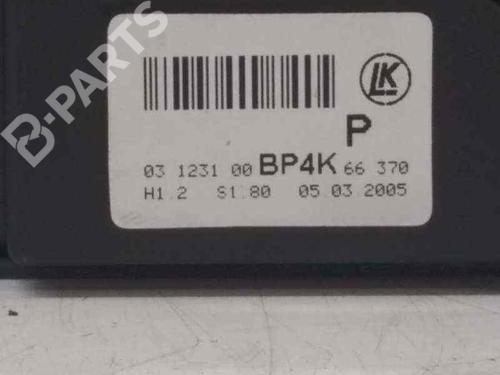 B-PARTS
LK
P
03 1231 00 BP4K 66 370
H1.2 S1.80 05.03.2005